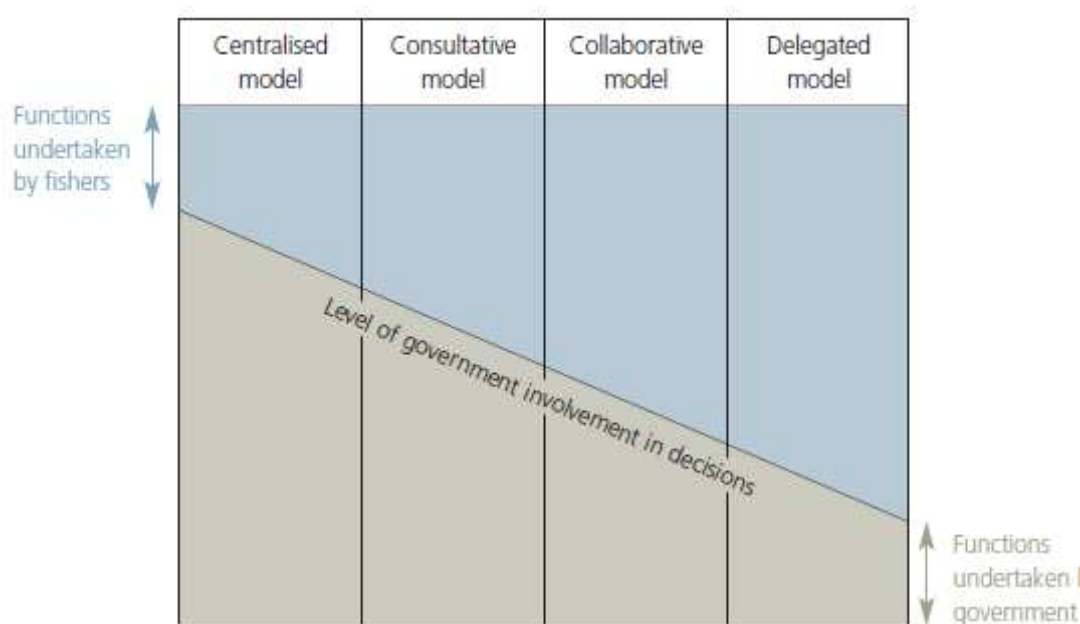 Centralised
model
Consultative
model
Collaborative
model
Delegated
model
Functions
undertaken
by fishers
Level of government involvement in decisions
Functions
undertaken
government